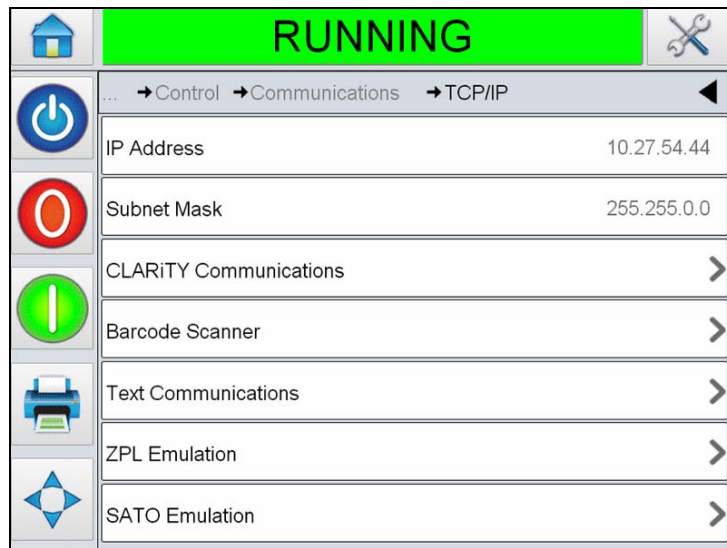 RUNNING
... →Control →Communications →TCP/IP
IP Address 10.27.54.44
Subnet Mask 255.255.0.0
CLARiTY Communications
Barcode Scanner
Text Communications
ZPL Emulation
SATO Emulation